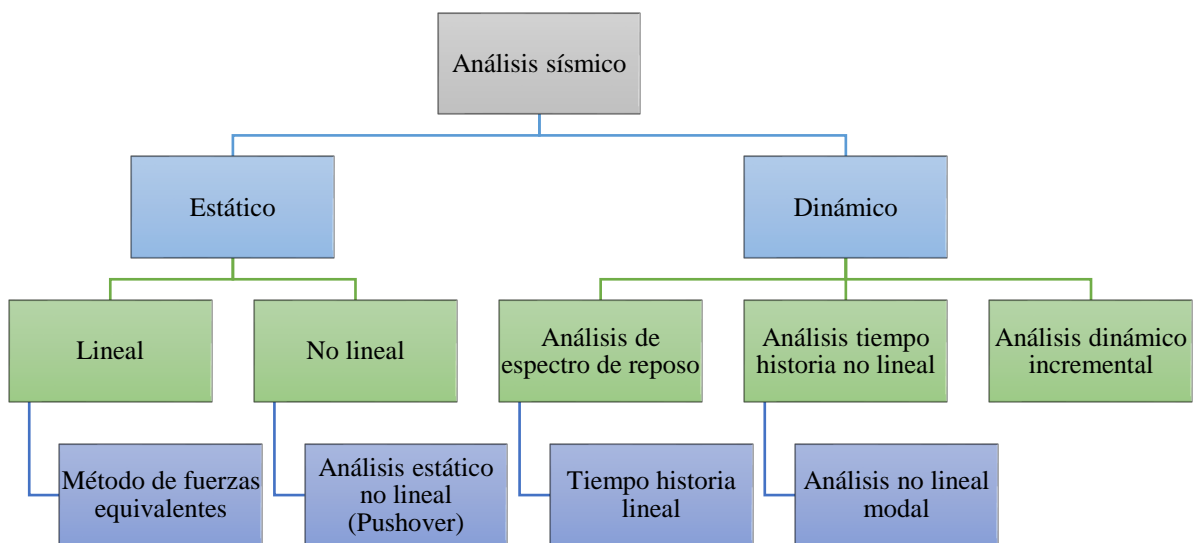 Análisis sísmico
Estático
Dinámico
Lineal
No lineal
Análisis de
espectro de reposo
Análisis tiempo
historia no lineal
Análisis dinámico
incremental
Método de fuerzas
equivalentes
Análisis estático
no lineal
(Pushover)
Tiempo historia
lineal
Análisis no lineal
modal